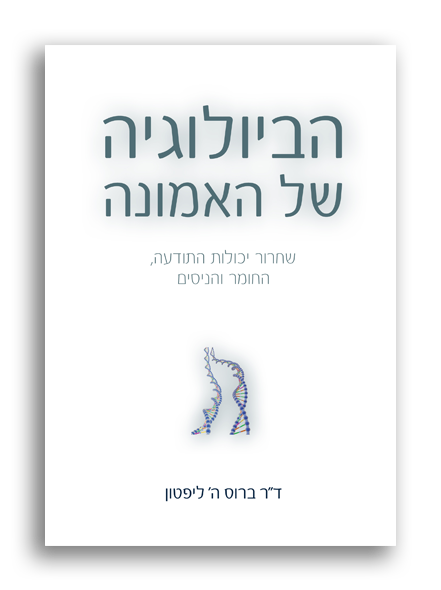 הביולוגיה
של האמונה
שחרור יכולות התודעה,
החומר והניסים
ד״ר ברוס ה׳ ליפטון